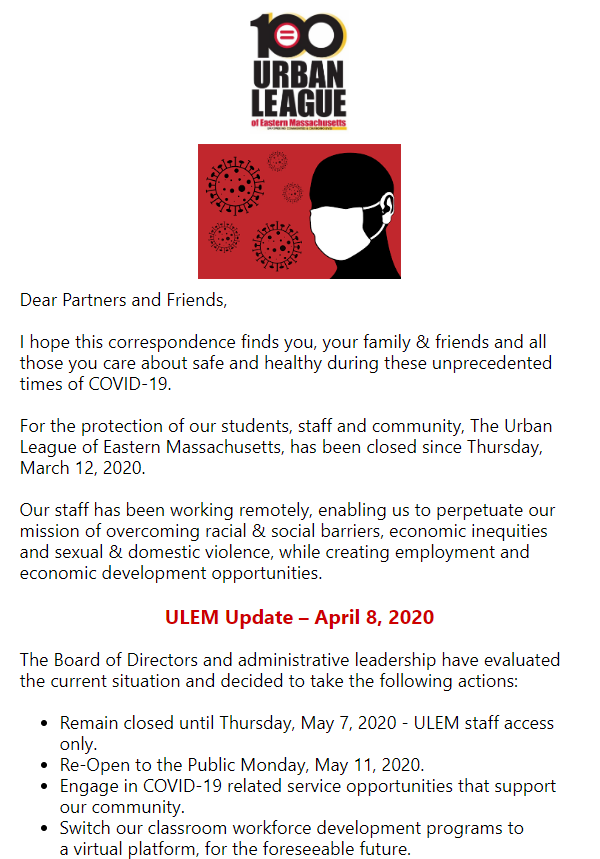 100
URBAN
LEAGUE
of Eastern Massachusetts
Dear Partners and Friends,
I hope this correspondence finds you, your family & friends and all
those you care about safe and healthy during these unprecedented
times of COVID-19.
For the protection of our students, staff and community, The Urban
League of Eastern Massachusetts, has been closed since Thursday,
March 12, 2020.
Our staff has been working remotely, enabling us to perpetuate our
mission of overcoming racial & social barriers, economic inequities
and sexual & domestic violence, while creating employment and
economic development opportunities.
ULEM Update – April 8, 2020
The Board of Directors and administrative leadership have evaluated
the current situation and decided to take the following actions:
• Remain closed until Thursday, May 7, 2020 - ULEM staff access
only.
• Re-Open to the Public Monday, May 11, 2020.
• Engage in COVID-19 related service opportunities that support
our community.
• Switch our classroom workforce development programs to
a virtual platform, for the foreseeable future.